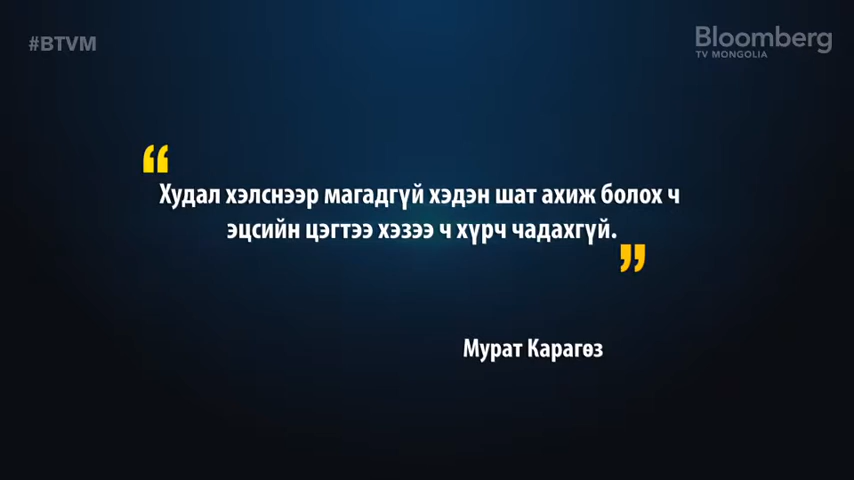 #BTVM
Bloomberg
TV MONGOLIA
“
Худал хэлснээр магадгүй хэдэн шат ахиж болох ч
эцсийн цэгтээ хэзээ ч хүрч чадахгүй.
”
Мурат Карагөз